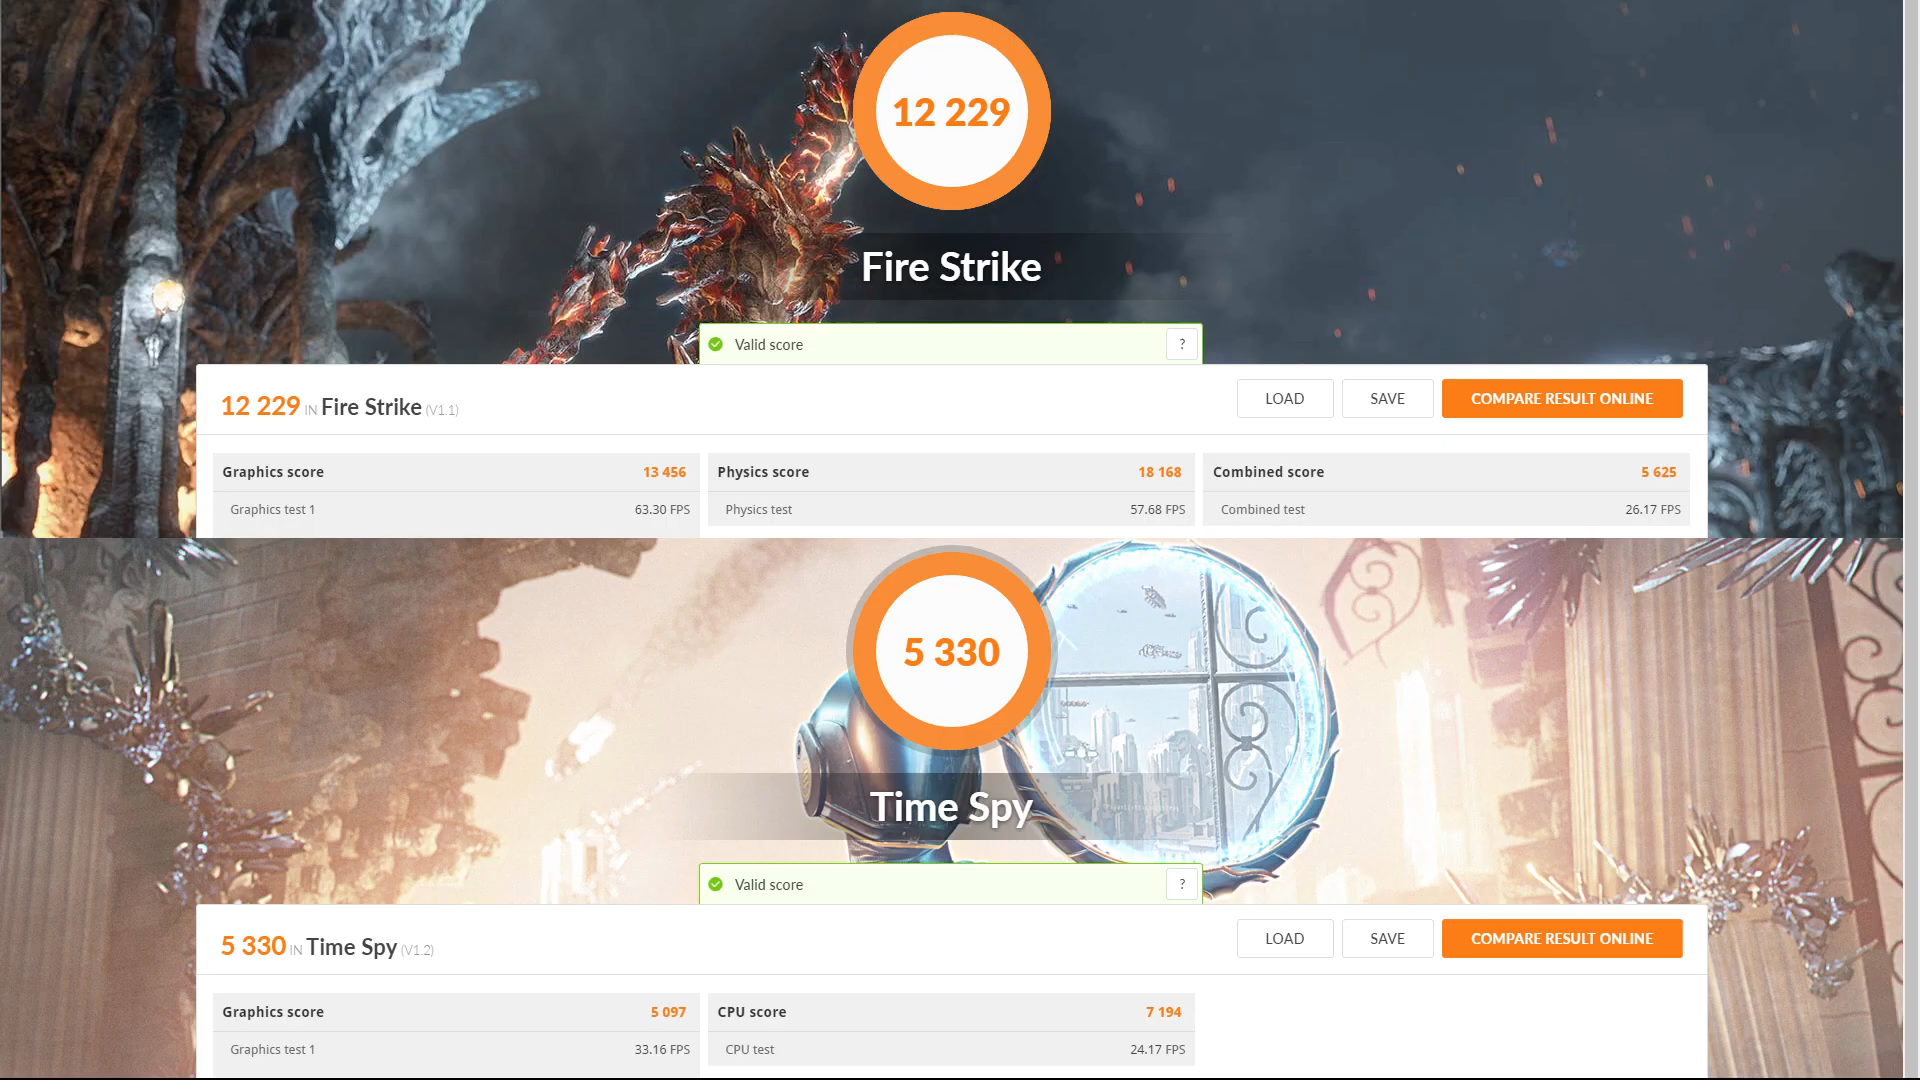 12 229
Fire Strike
Valid score ?
12 229 IN Fire Strike (V1.1) LOAD SAVE COMPARE RESULT ONLINE
Graphics score 13 456 Physics score 18 168 Combined score 5 625
Graphics test 1 63.30 FPS Physics test 57.68 FPS Combined test 26.17 FPS
5 330
Time Spy
Valid score ?
5 330 IN Time Spy (V1.2) LOAD SAVE COMPARE RESULT ONLINE
Graphics score 5 097 CPU score 7 194
Graphics test 1 33.16 FPS CPU test 24.17 FPS